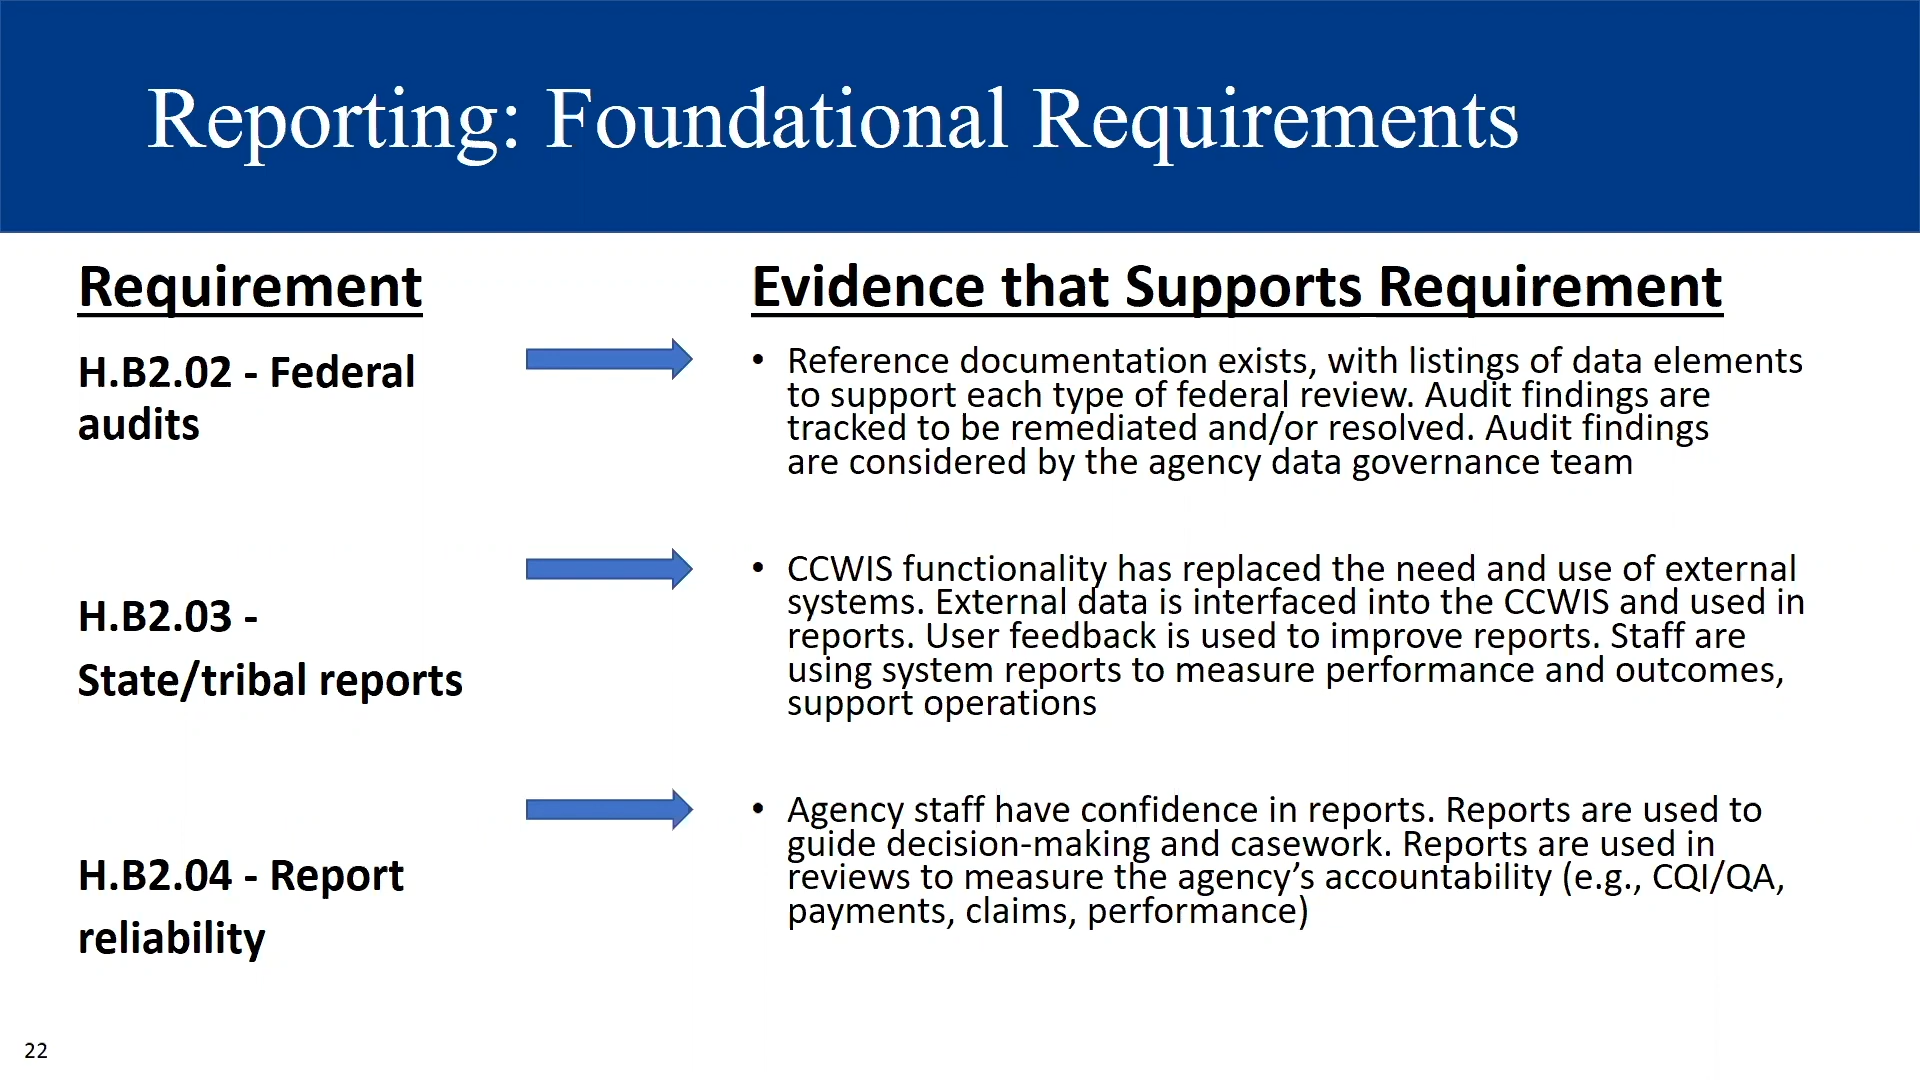 Reporting: Foundational Requirements
Requirement
Evidence that Supports Requirement
H.B2.02 - Federal
audits
• Reference documentation exists, with listings of data elements
to support each type of federal review. Audit findings are
tracked to be remediated and/or resolved. Audit findings
are considered by the agency data governance team
H.B2.03 -
State/tribal reports
• CCWIS functionality has replaced the need and use of external
systems. External data is interfaced into the CCWIS and used in
reports. User feedback is used to improve reports. Staff are
using system reports to measure performance and outcomes,
support operations
H.B2.04 - Report
reliability
• Agency staff have confidence in reports. Reports are used to
guide decision-making and casework. Reports are used in
reviews to measure the agency’s accountability (e.g., CQI/QA,
payments, claims, performance)
22